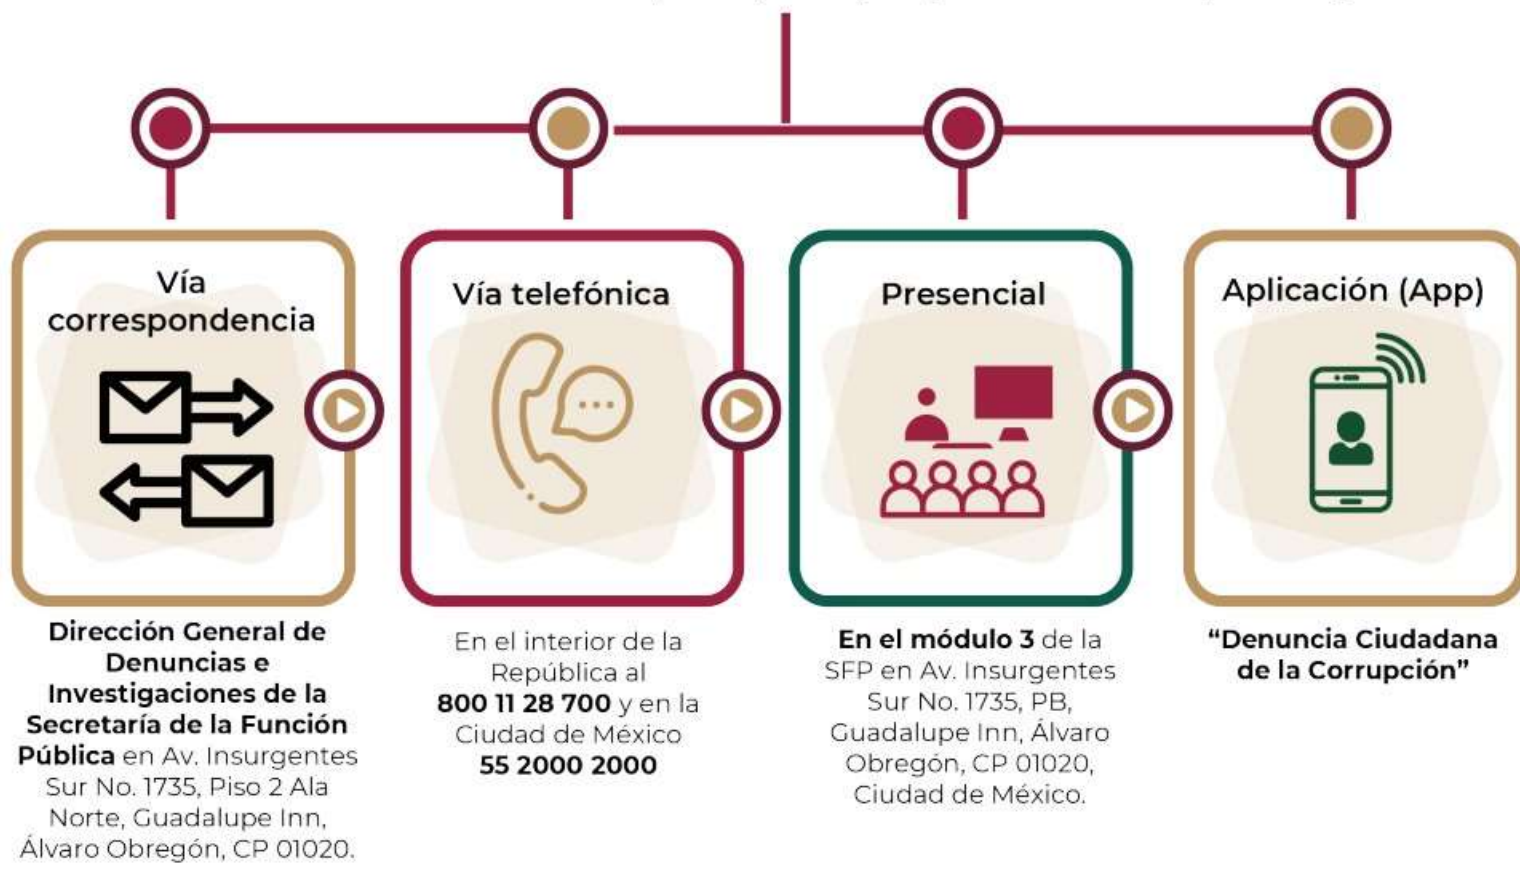 Vía
correspondencia
Dirección General de
Denuncias e
Investigaciones de la
Secretaría de la Función
Pública en Av. Insurgentes
Sur No. 1735, Piso 2 Ala
Norte, Guadalupe Inn,
Álvaro Obregón, CP 01020.
Vía telefónica
En el interior de la
República al
800 11 28 700 y en la
Ciudad de México
55 2000 2000
Presencial
En el módulo 3 de la
SFP en Av. Insurgentes
Sur No. 1735, PB,
Guadalupe Inn, Álvaro
Obregón, CP 01020,
Ciudad de México.
Aplicación (App)
“Denuncia Ciudadana
de la Corrupción”